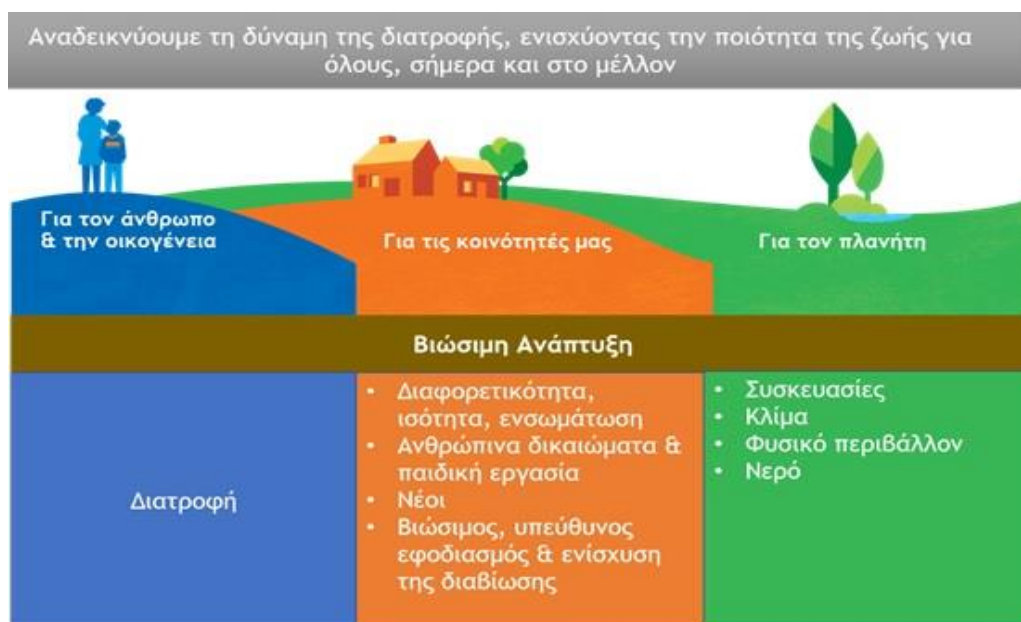 Αναδεικνύουμε τη δύναμη της διατροφής, ενισχύοντας την ποιότητα της ζωής για
όλους, σήμερα και στο μέλλον
Για τον άνθρωπο
& την οικογένεια
Για τις κοινότητές μας
Για τον πλανήτη
Βιώσιμη Ανάπτυξη
Διατροφή
• Διαφορετικότητα,
ισότητα, ενσωμάτωση
• Ανθρώπινα δικαιώματα &
παιδική εργασία
• Νέοι
• Βιώσιμος, υπεύθυνος
εφοδιασμός & ενίσχυση
της διαβίωσης
• Συσκευασίες
• Κλίμα
• Φυσικό περιβάλλον
• Νερό